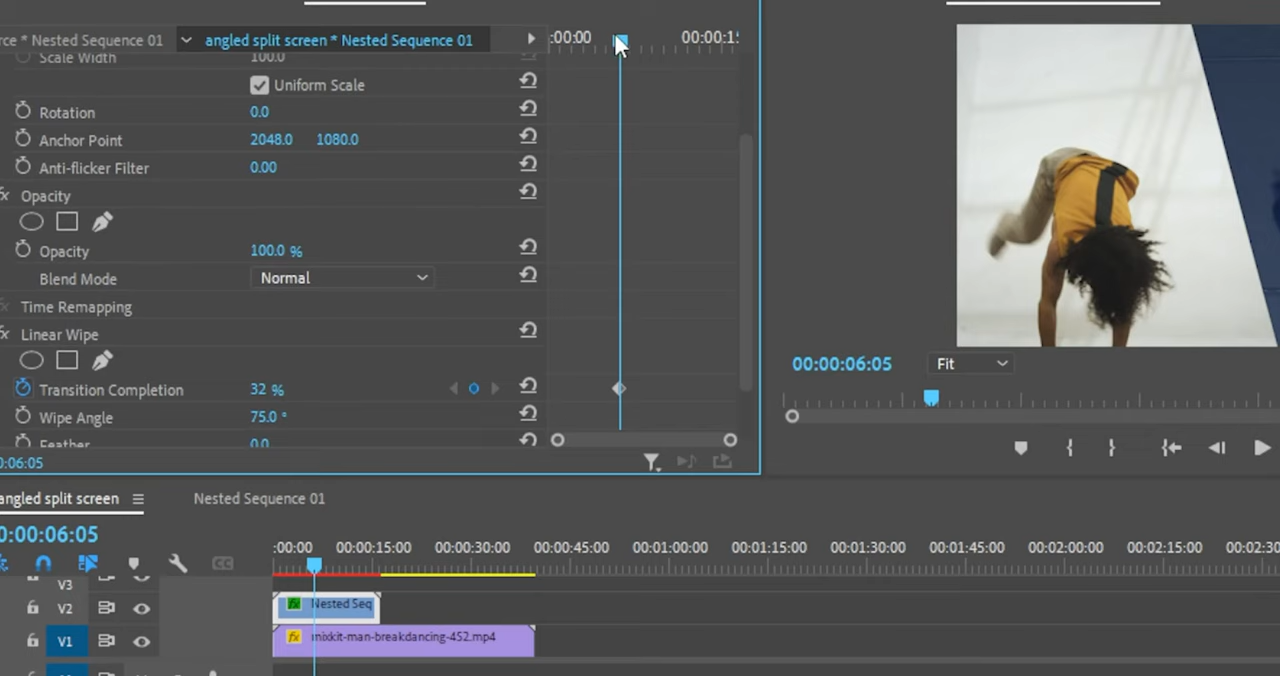 rce * Nested Sequence 01
angled split screen * Nested Sequence 01
:00:00
00:00:1
Scale Width 100.0
Uniform Scale
Rotation 0.0
Anchor Point 2048.0 1080.0
Anti-flicker Filter 0.00
fx Opacity
Opacity 100.0 %
Blend Mode Normal
fx Time Remapping
fx Linear Wipe
Transition Completion 32 %
Wipe Angle 75.0 °
Feather 0.0
0:06:05
00:00:06:05 Fit
angled split screen
Nested Sequence 01
0:00:06:05
:00:00 00:00:15:00 00:00:30:00 00:00:45:00 00:01:00:00 00:01:15:00 00:01:30:00 00:01:45:00 00:02:00:00 00:02:15:00 00:02:30
CC
V3
V2 fx Nested Seq
V1 fx mixkit-man-breakdancing-452.mp4